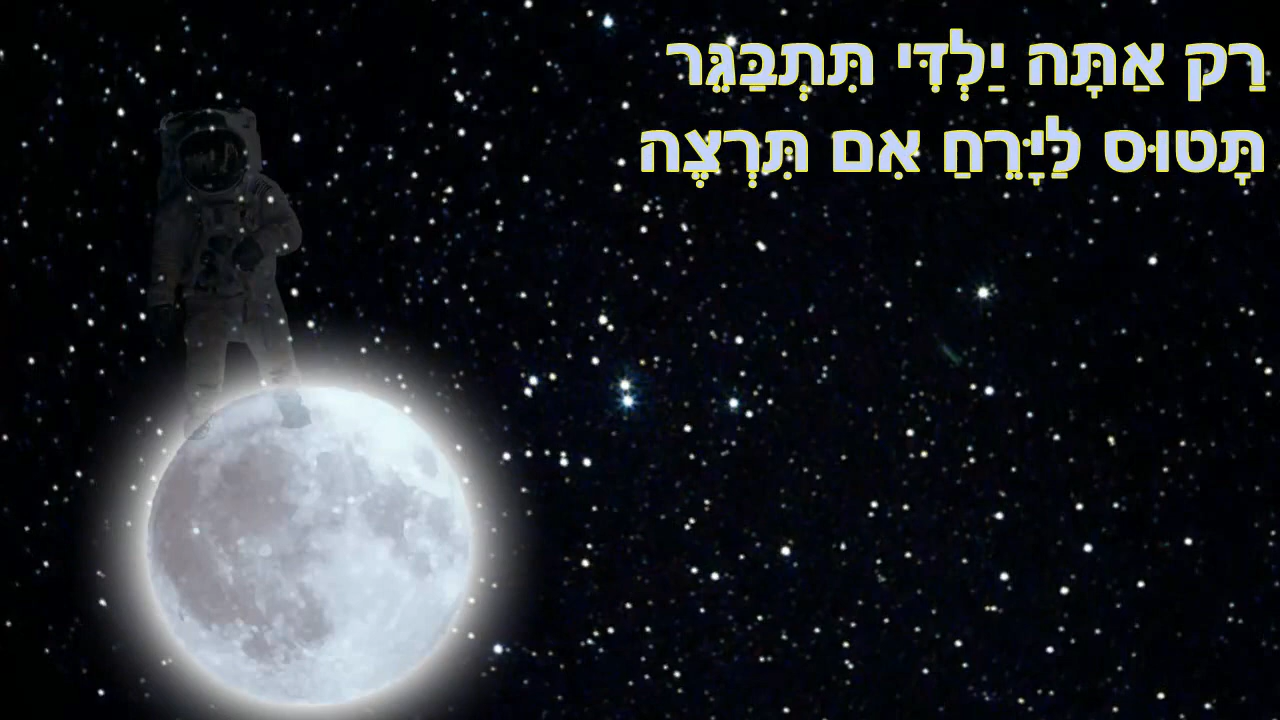 רַק אַתָּה יַלְדִּי תִּתְבַּגֵּר
תָּטוּס לַיָּרֵחַ אִם תִּרְצֶה